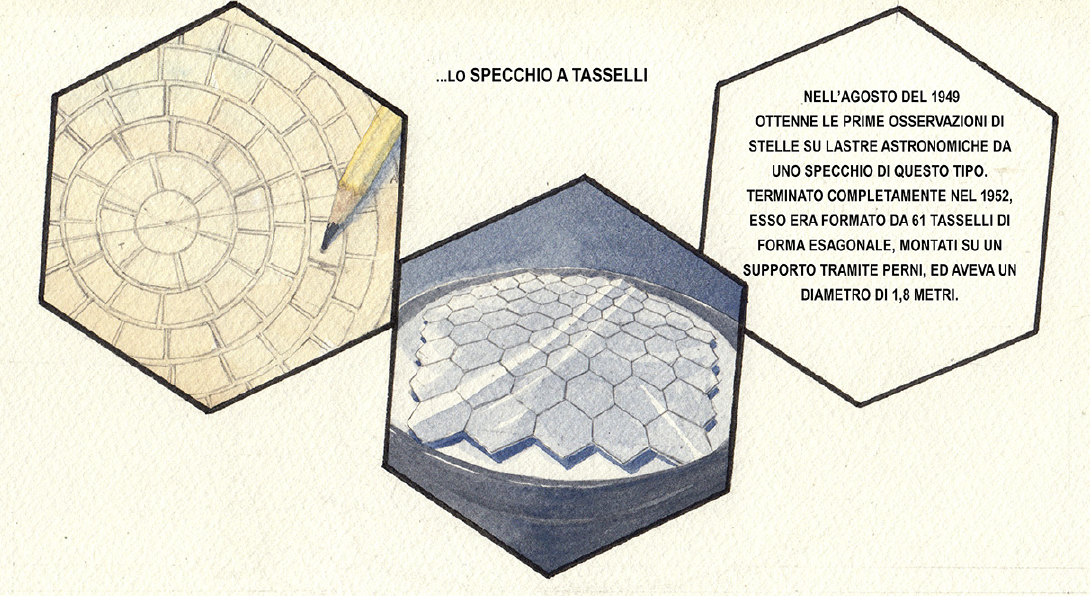 ...LO SPECCHIO A TASSELLI
NELL'AGOSTO DEL 1949
OTTENNE LE PRIME OSSERVAZIONI DI
STELLE SU LASTRE ASTRONOMICHE DA
UNO SPECCHIO DI QUESTO TIPO.
TERMINATO COMPLETAMENTE NEL 1952,
ESSO ERA FORMATO DA 61 TASSELLI DI
FORMA ESAGONALE, MONTATI SU UN
SUPPORTO TRAMITE PERNI, ED AVEVA UN
DIAMETRO DI 1,8 METRI.